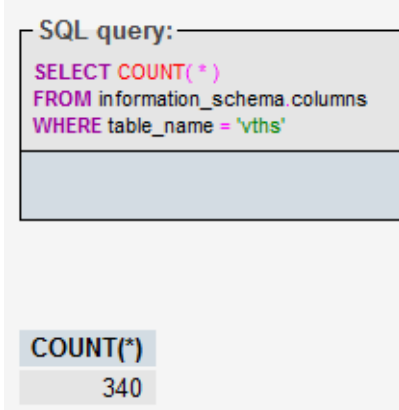 SQL query:
SELECT COUNT( * )
FROM information_schema.columns
WHERE table_name = 'vths'
COUNT(*)
340